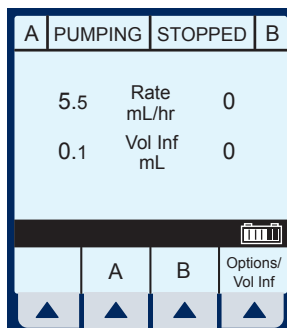 A PUMPING STOPPED B
5.5 Rate mL/hr 0
0.1 Vol Inf mL 0
A B Options/ Vol Inf